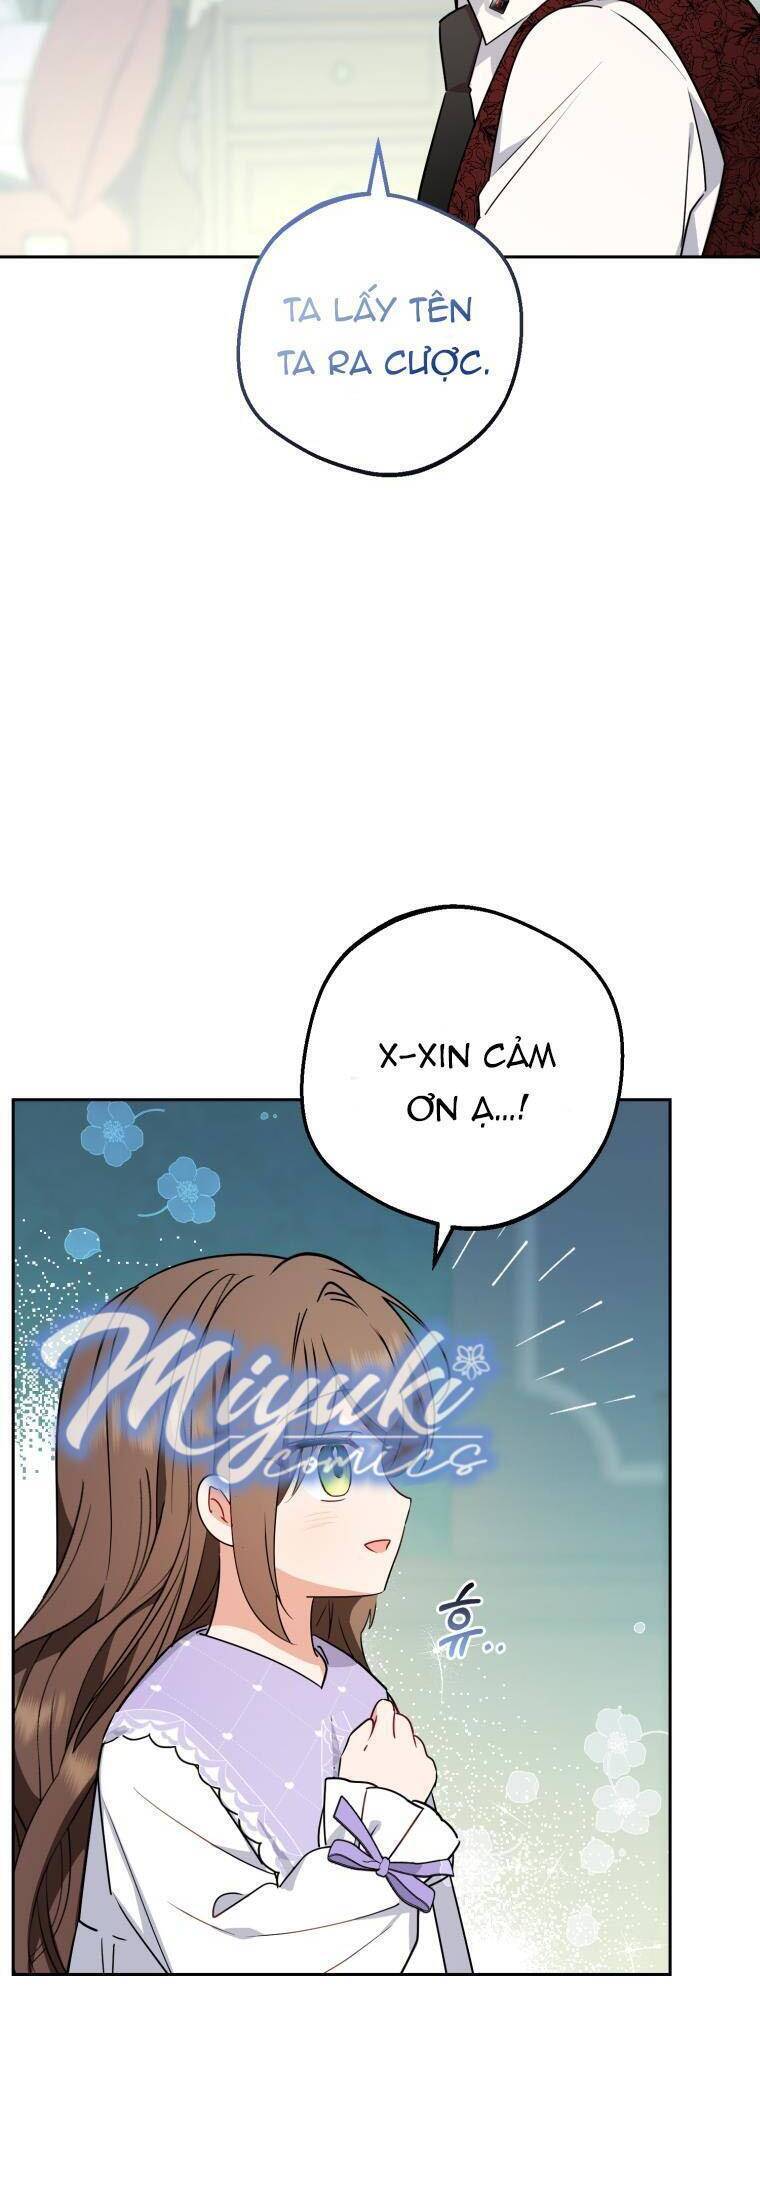 TA LẤY TÊN
TA RA CƯỢC.
X-XIN CẢM
ƠN Ạ...!
Miyuki
comics
휴..